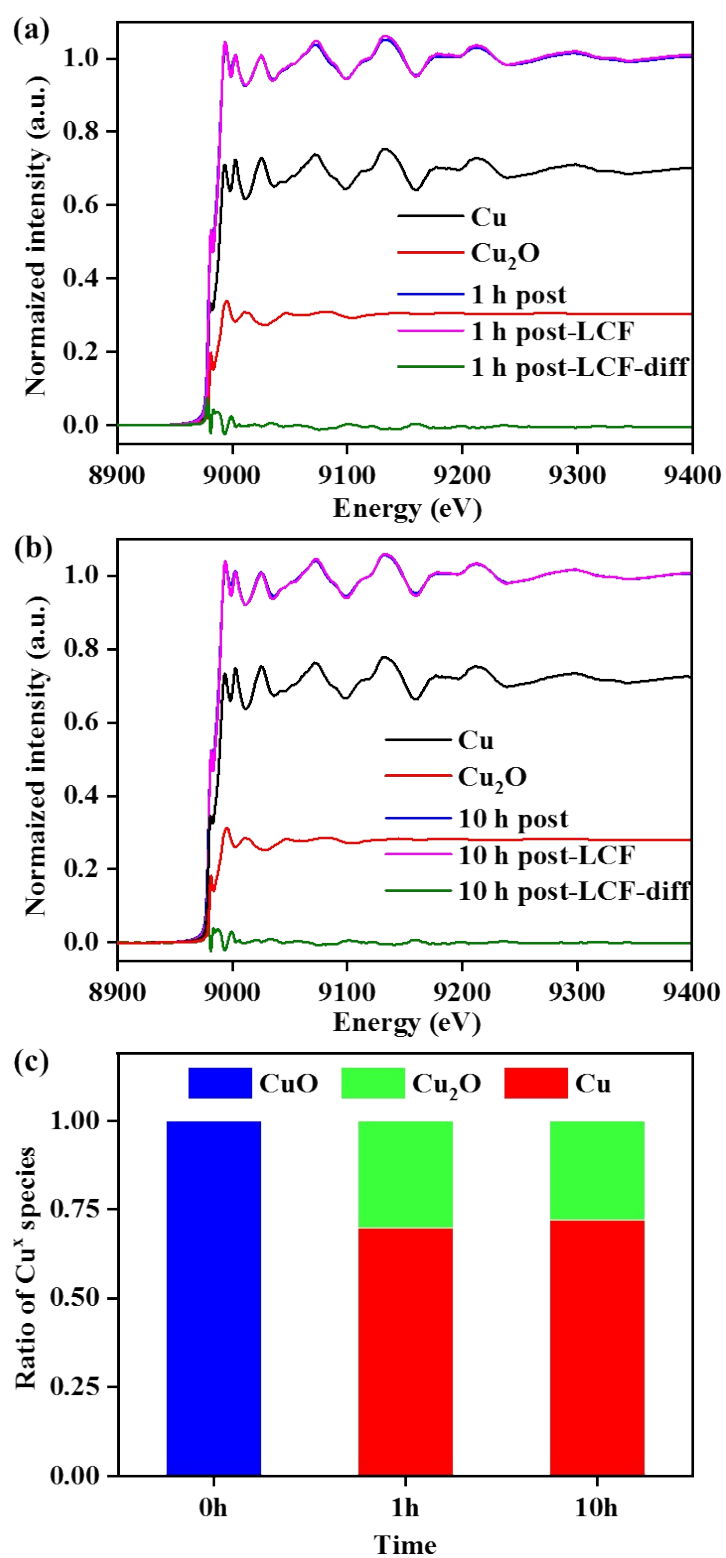 (a)
Normaized intensity (a.u.)
1.0
0.8
0.6
0.4
0.2
0.0
Cu
Cu₂O
1 h post
1 h post-LCF
1 h post-LCF-diff
8900 9000 9100 9200 9300 9400
Energy (eV)
(b)
Normaized intensity (a.u.)
1.0
0.8
0.6
0.4
0.2
0.0
Cu
Cu₂O
10 h post
10 h post-LCF
10 h post-LCF-diff
8900 9000 9100 9200 9300 9400
Energy (eV)
(c)
CuO Cu₂O Cu
Ratio of Cuˣ species
1.00
0.75
0.50
0.25
0.00
0h 1h 10h
Time